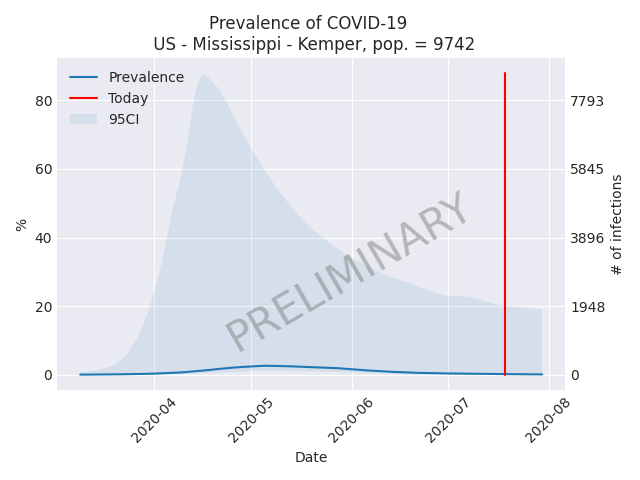 Prevalence of COVID-19
US - Mississippi - Kemper, pop. = 9742
Prevalence
Today
95CI
PRELIMINARY
%
80
60
40
20
0
7793
5845
3896
1948
0
# of infections
2020-04
2020-05
2020-06
2020-07
2020-08
Date